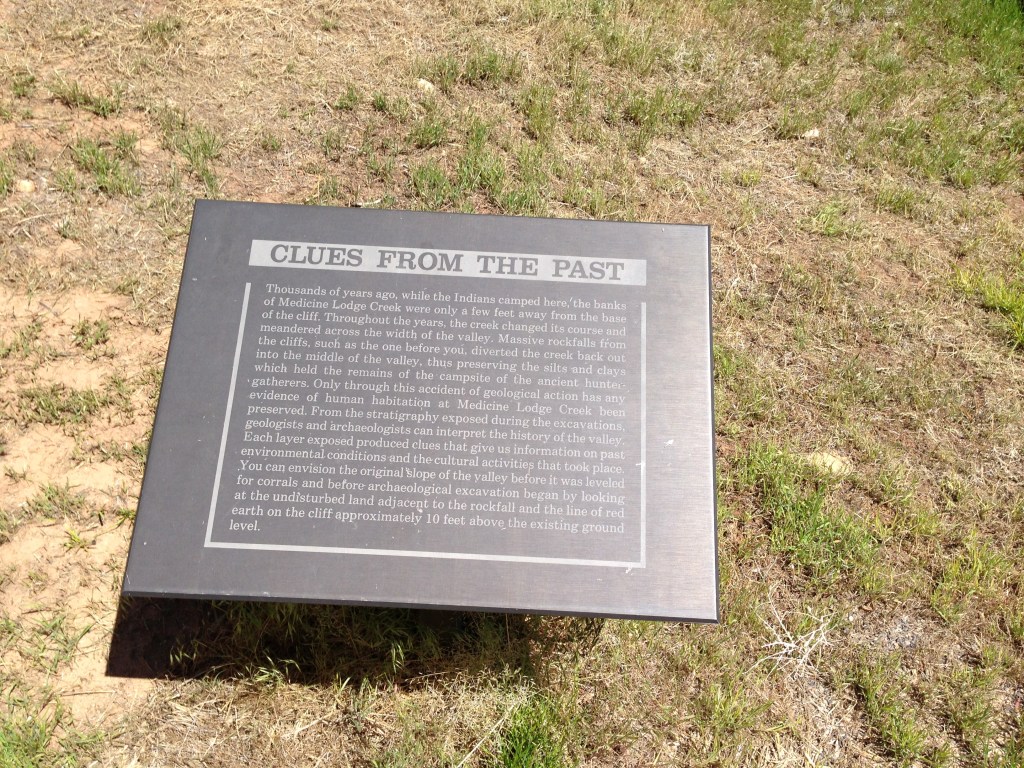 CLUES FROM THE PAST
Thousands of years ago, while the Indians camped here, the banks
of Medicine Lodge Creek were only a few feet away from the base
of the cliff. Throughout the years, the creek changed its course and
meandered across the width of the valley. Massive rockfalls from
the cliffs, such as the one before you, diverted the creek back out
into the middle of the valley, thus preserving the silts and clays
which held the remains of the campsite of the ancient hunter-
gatherers. Only through this accident of geological action has any
evidence of human habitation at Medicine Lodge Creek been
preserved. From the stratigraphy exposed during the excavations,
geologists and archaeologists can interpret the history of the valley.
Each layer exposed produced clues that give us information on past
environmental conditions and the cultural activities that took place.
You can envision the original slope of the valley before it was leveled
for corrals and before archaeological excavation began by looking
at the undisturbed land adjacent to the rockfall and the line of red
earth on the cliff approximately 10 feet above the existing ground
level.